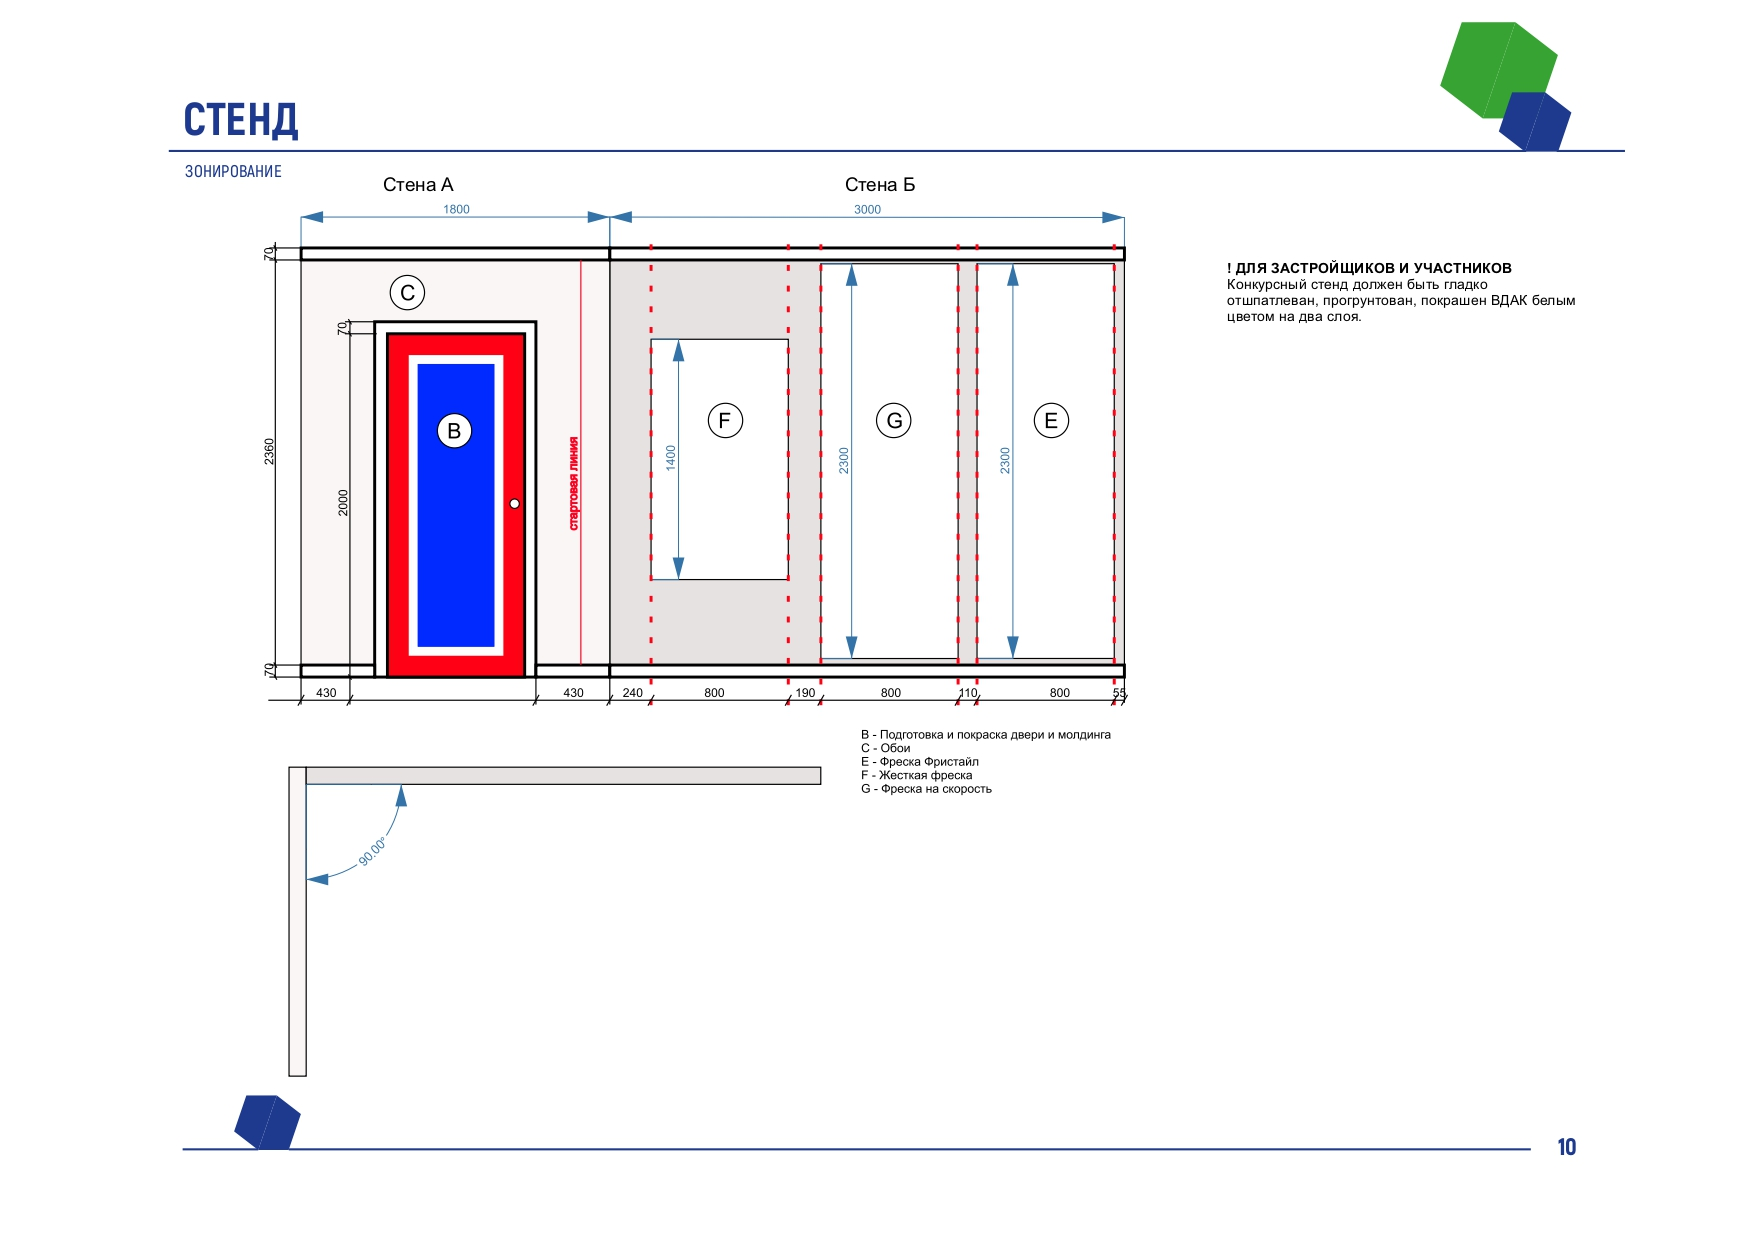 СТЕНД
ЗОНИРОВАНИЕ
Стена А
Стена Б
1800
3000
70
! ДЛЯ ЗАСТРОЙЩИКОВ И УЧАСТНИКОВ
Конкурсный стенд должен быть гладко
отшпатлеван, прогрунтован, покрашен ВДАК белым
цветом на два слоя.
C
70
B
F
G
E
2360
2000
стартовая линия
1400
2300
2300
70
430
430
240
800
190
800
110
800
55
B - Подготовка и покраска двери и молдинга
C - Обои
E - Фреска Фристайл
F - Жесткая фреска
G - Фреска на скорость
90.00°
10